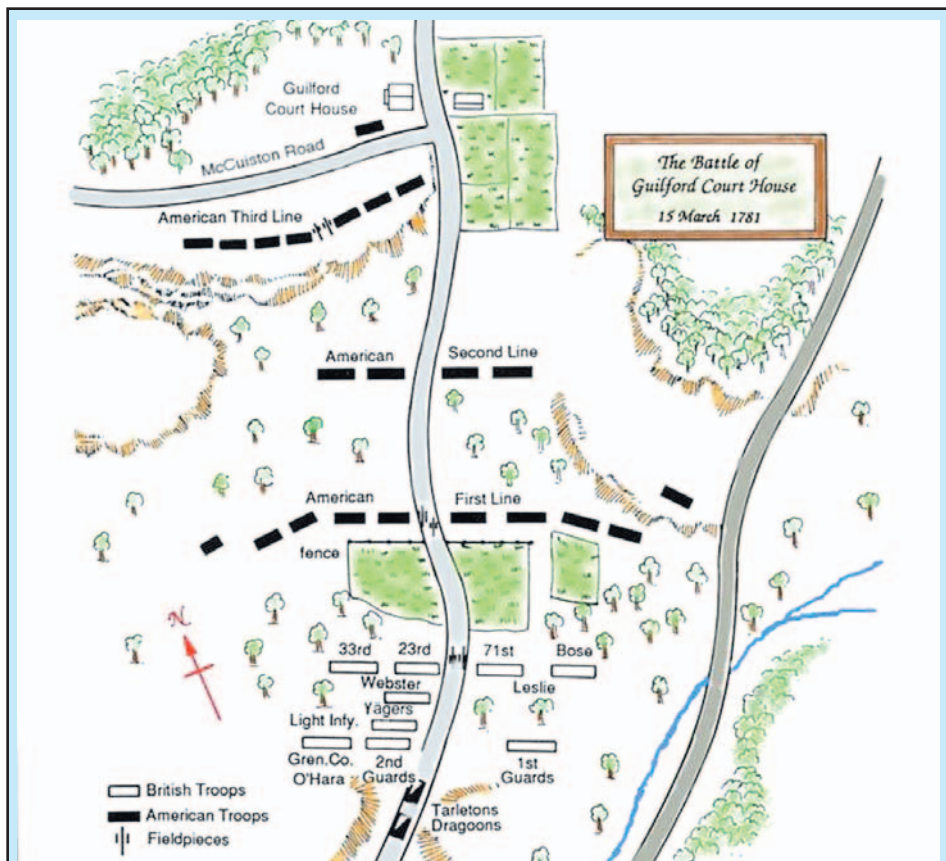 Guilford
Court House
McCuiston Road
The Battle of
Guilford Court House
15 March 1781
American Third Line
American Second Line
American First Line
fence
N
33rd 23rd 71st Bose
Webster Leslie
Yagers
Light Infy.
Gren.Co. 2nd 1st
O'Hara Guards Guards
British Troops
American Troops
Fieldpieces
Tarletons
Dragoons